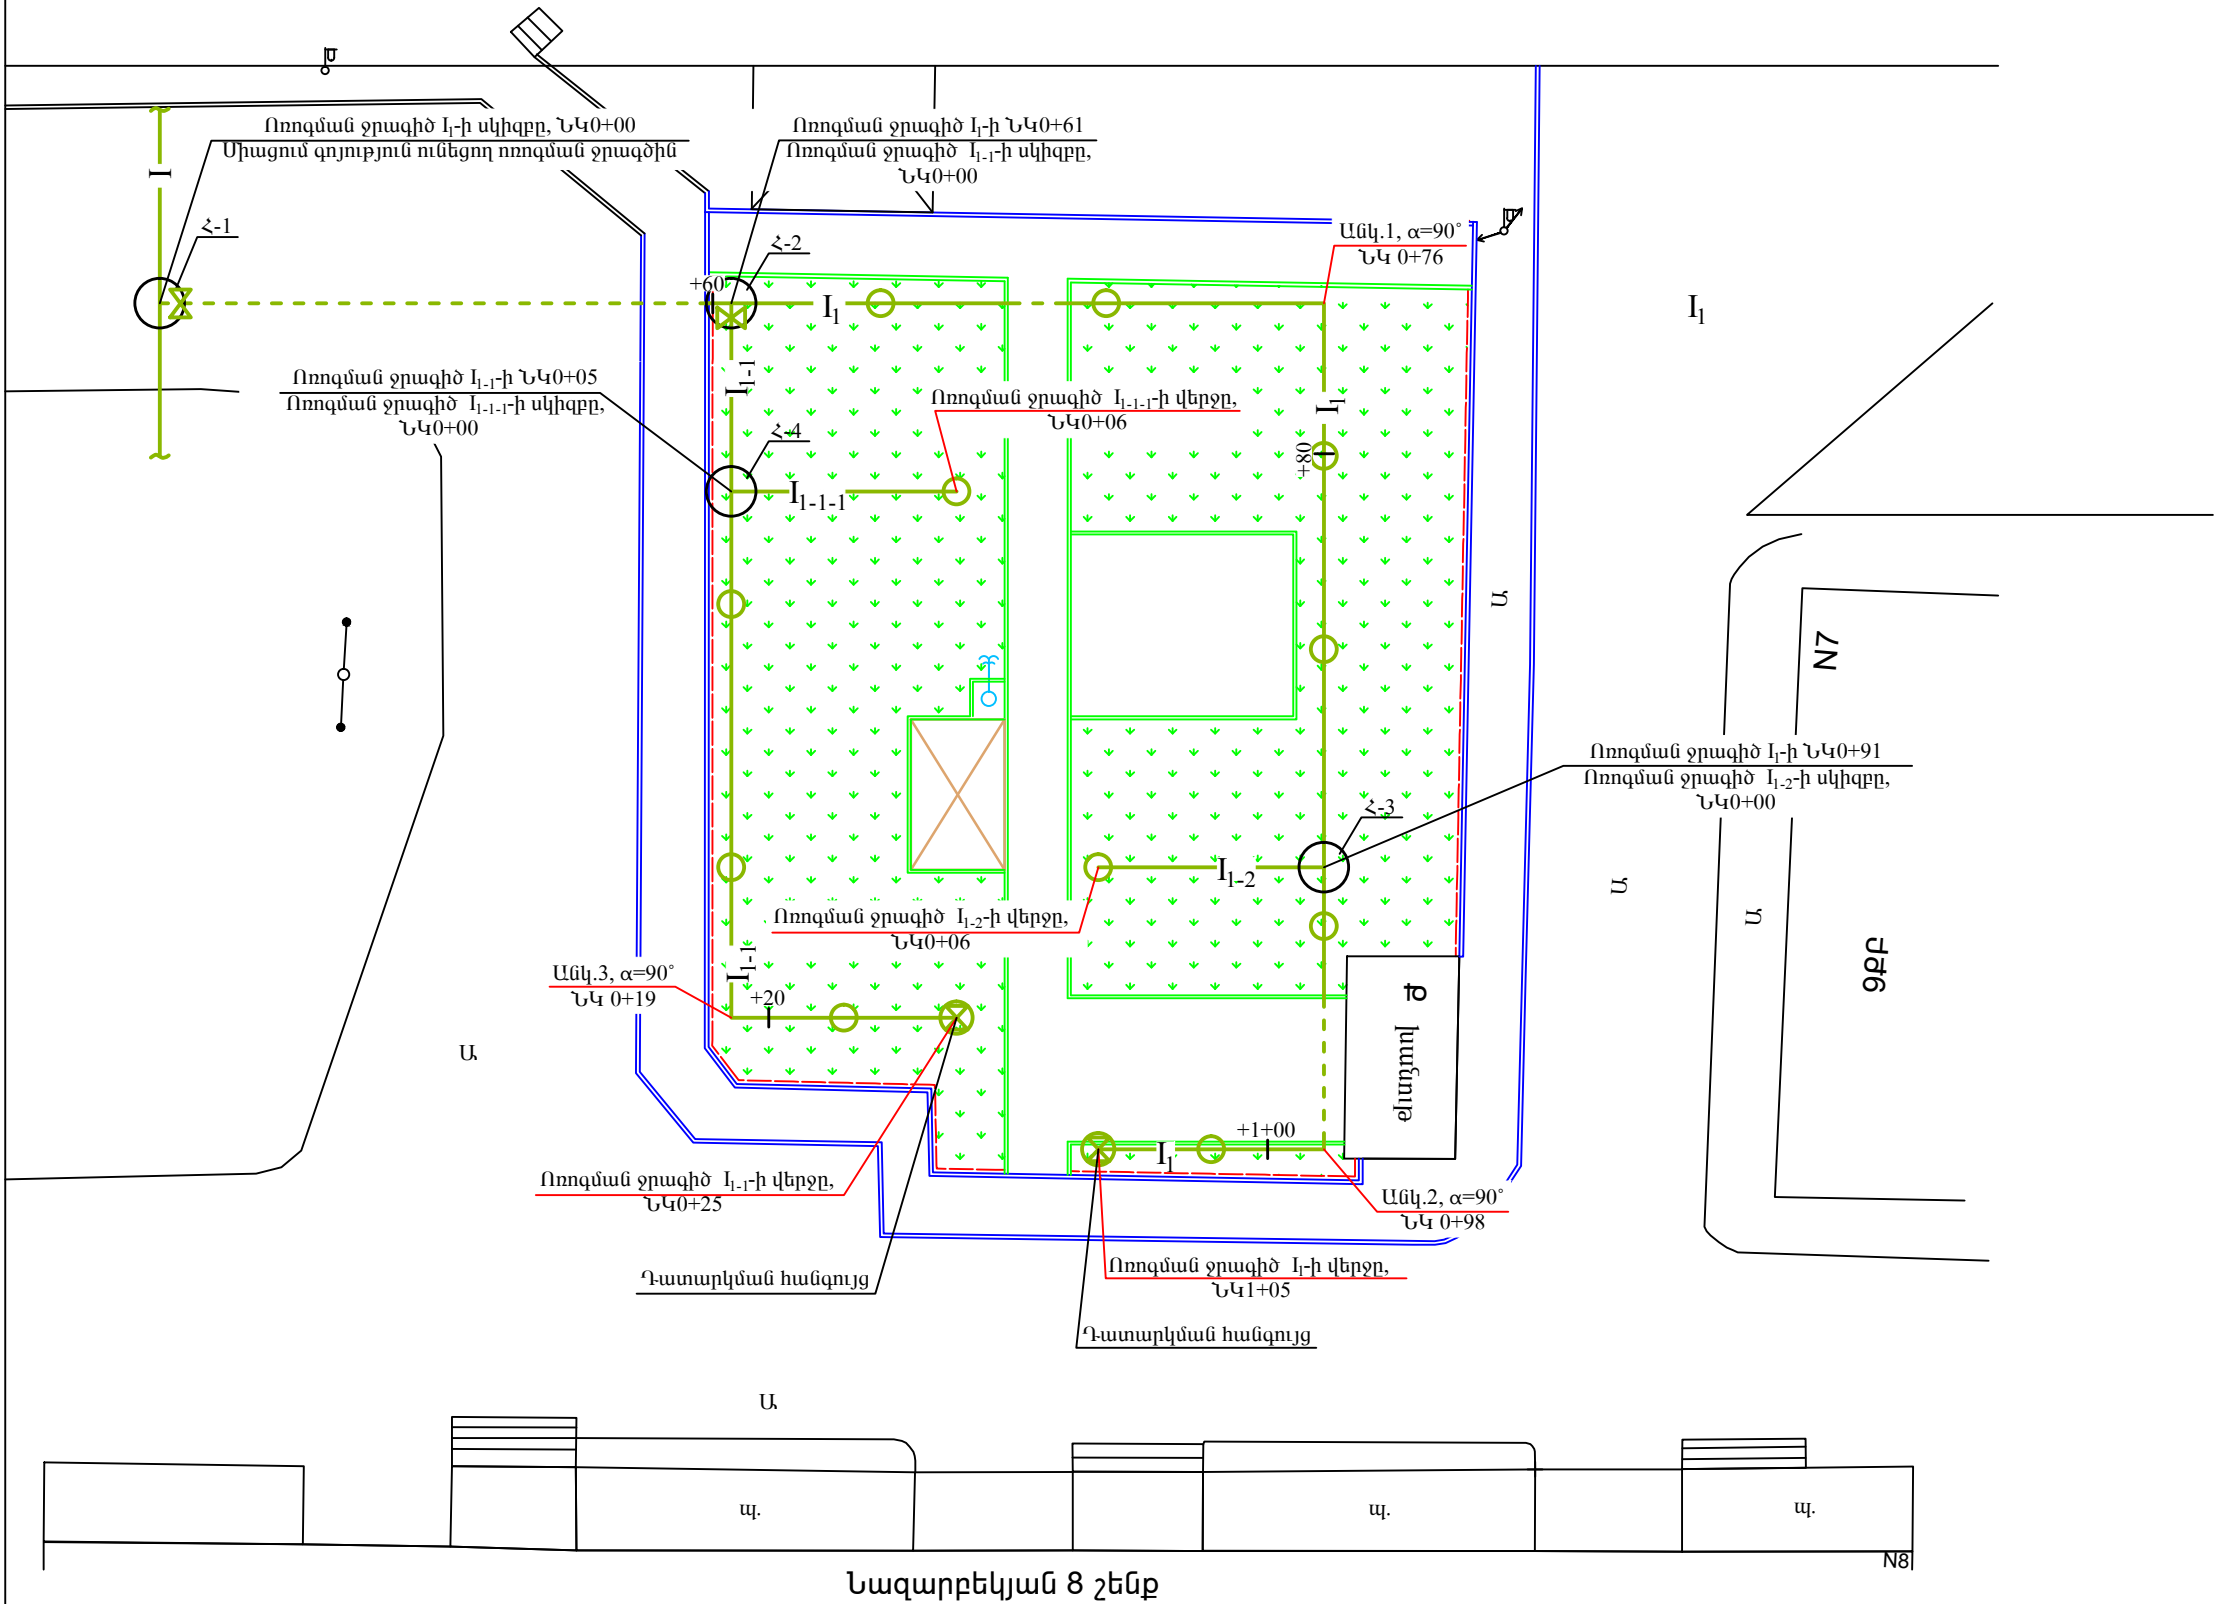 Ոռոգման ջրագիծ I₁-ի սկիզբը, ՆԿ0+00
Միացում գոյություն ունեցող ոռոգման ջրագծին
Ոռոգման ջրագիծ I₁-ի ՆԿ0+61
Ոռոգման ջրագիծ I₁₋₁-ի սկիզբը,
ՆԿ0+00
I
Հ-1
Հ-2
Անկ.1, α=90°
ՆԿ 0+76
+60
I₁
I₁
Ոռոգման ջրագիծ I₁₋₁-ի ՆԿ0+05
Ոռոգման ջրագիծ I₁₋₁₋₁-ի սկիզբը,
ՆԿ0+00
I₁₋₁
Ոռոգման ջրագիծ I₁₋₁₋₁-ի վերջը,
ՆԿ0+06
I₁
Հ-4
+80
I₁₋₁₋₁
Ա
N7
Ոռոգման ջրագիծ I₁-ի ՆԿ0+91
Ոռոգման ջրագիծ I₁₋₂-ի սկիզբը,
ՆԿ0+00
Հ-3
I₁₋₂
Ա
Ա
Ոռոգման ջրագիծ I₁₋₂-ի վերջը,
ՆԿ0+06
9ՔԲ
I₁₋₁
Անկ.3, α=90°
ՆԿ 0+19
+20
Թ
խանութ
Ա
+1+00
I₁
Ոռոգման ջրագիծ I₁₋₁-ի վերջը,
ՆԿ0+25
Անկ.2, α=90°
ՆԿ 0+98
Դատարկման հանգույց
Ոռոգման ջրագիծ I₁-ի վերջը,
ՆԿ1+05
Դատարկման հանգույց
Ա
պ.
պ.
պ.
N8
Նազարբեկյան 8 շենք